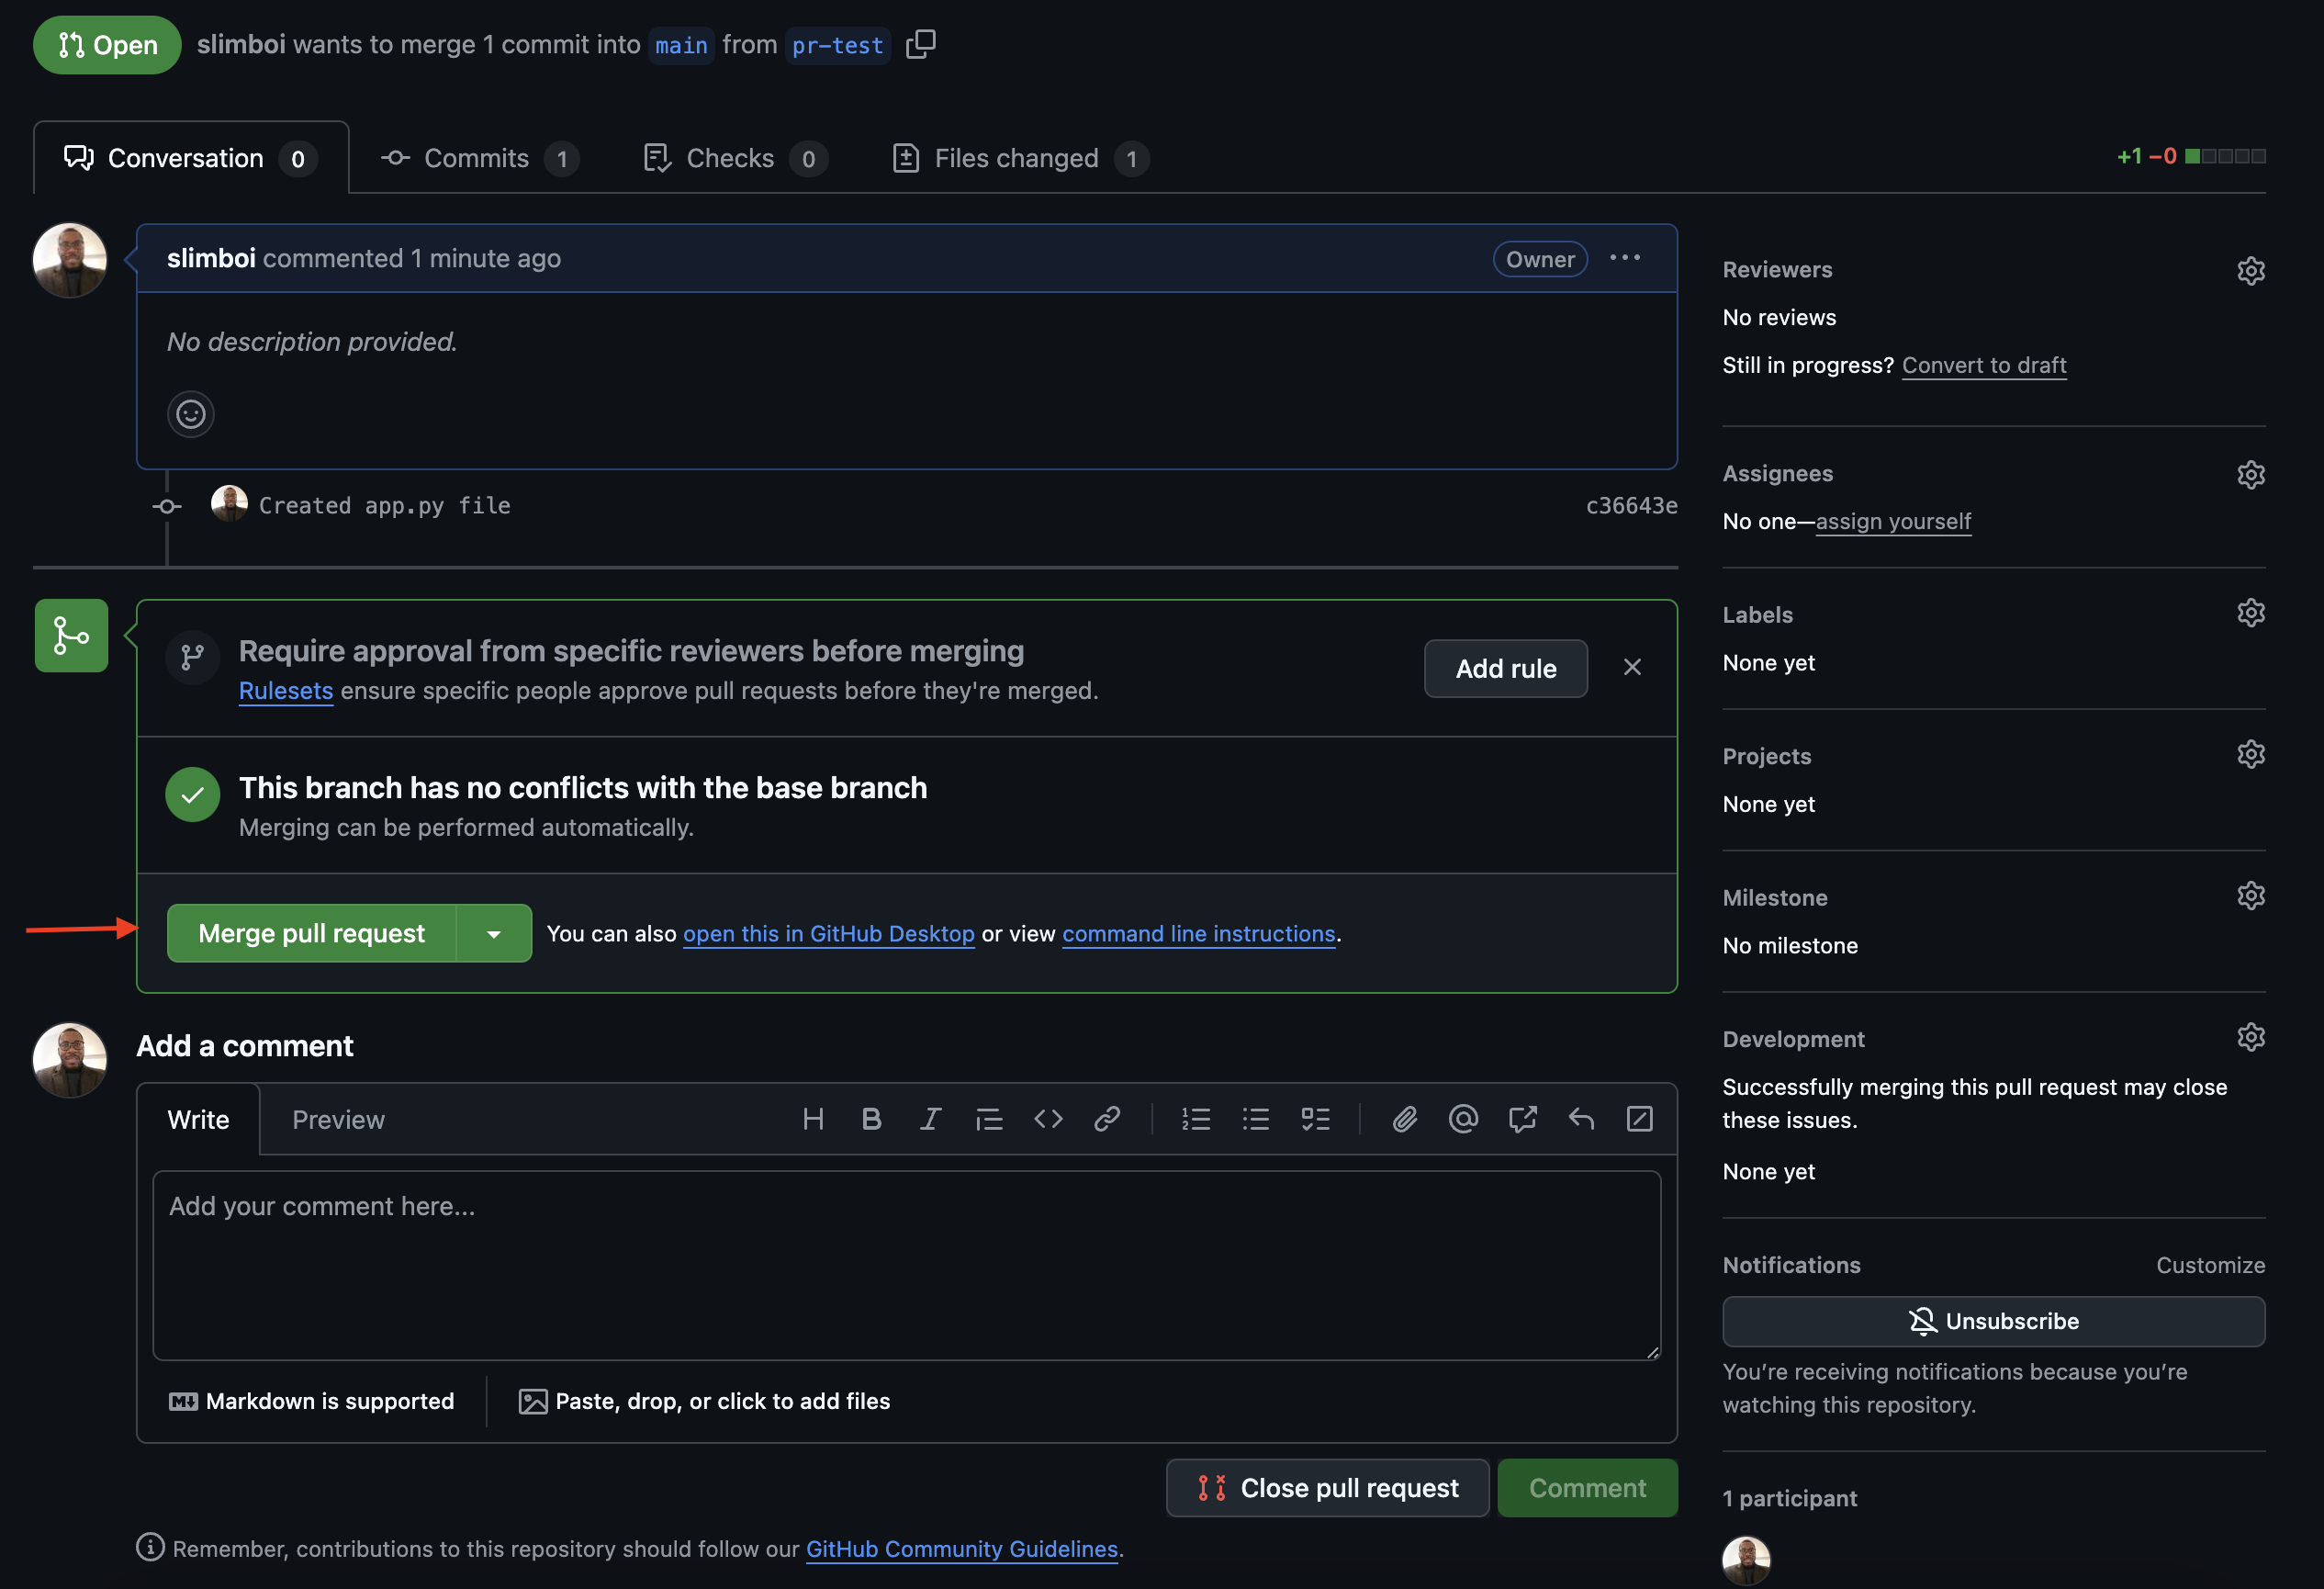 Open slimboi wants to merge 1 commit into main from pr-test
Conversation 0 Commits 1 Checks 0 Files changed 1 +1 −0
slimboi commented 1 minute ago Owner
No description provided.
Created app.py file c36643e
Require approval from specific reviewers before merging
Rulesets ensure specific people approve pull requests before they're merged.
Add rule
This branch has no conflicts with the base branch
Merging can be performed automatically.
Merge pull request You can also open this in GitHub Desktop or view command line instructions.
Add a comment
Write Preview
Add your comment here...
Markdown is supported Paste, drop, or click to add files
Close pull request Comment
Remember, contributions to this repository should follow our GitHub Community Guidelines.
Reviewers
No reviews
Still in progress? Convert to draft
Assignees
No one—assign yourself
Labels
None yet
Projects
None yet
Milestone
No milestone
Development
Successfully merging this pull request may close
these issues.
None yet
Notifications Customize
Unsubscribe
You’re receiving notifications because you’re
watching this repository.
1 participant